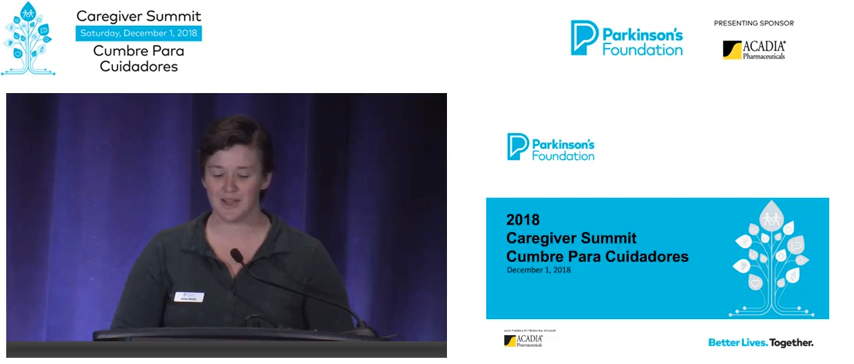 Caregiver Summit
Saturday, December 1, 2018
Cumbre Para
Cuidadores
Parkinson's
Foundation
PRESENTING SPONSOR
ACADIA®
Pharmaceuticals
Parkinson's
Foundation
2018
Caregiver Summit
Cumbre Para Cuidadores
December 1, 2018
ACADIA
Pharmaceuticals
Better Lives. Together.